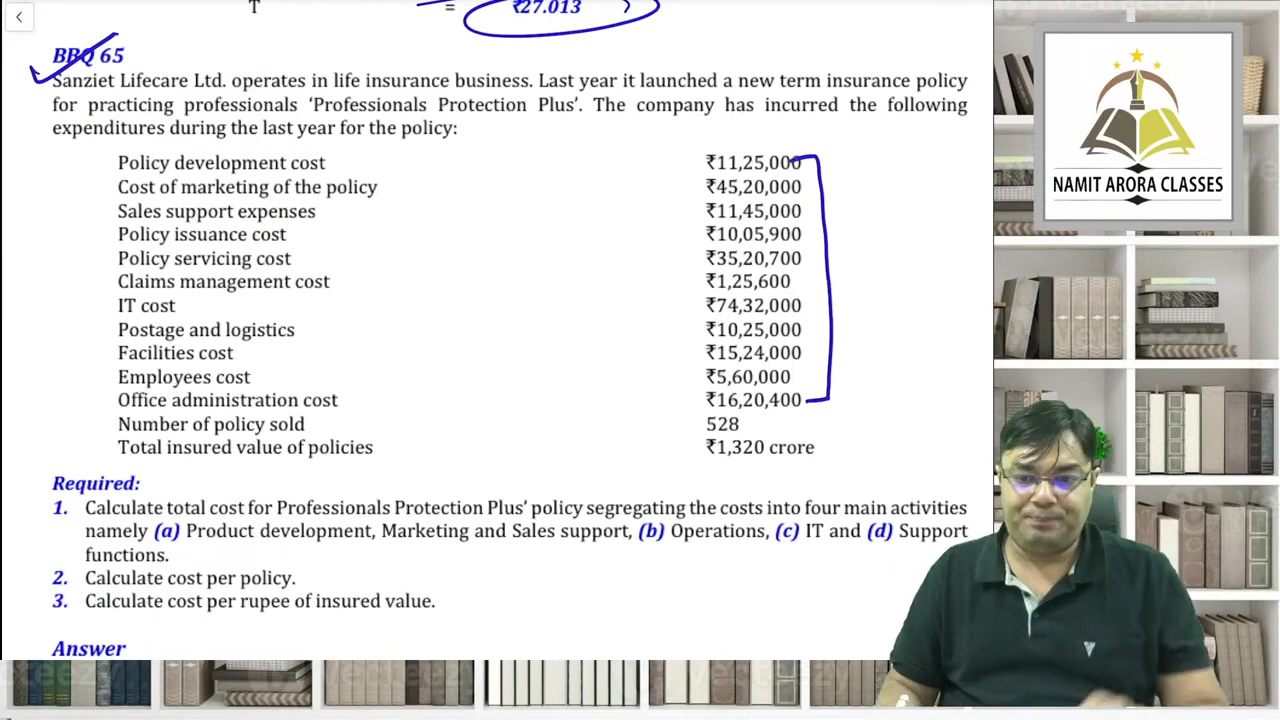 T = ₹27.013
BBQ 65
Sanziet Lifecare Ltd. operates in life insurance business. Last year it launched a new term insurance policy
for practicing professionals ‘Professionals Protection Plus’. The company has incurred the following
expenditures during the last year for the policy:
Policy development cost ₹11,25,000
Cost of marketing of the policy ₹45,20,000
Sales support expenses ₹11,45,000
Policy issuance cost ₹10,05,900
Policy servicing cost ₹35,20,700
Claims management cost ₹1,25,600
IT cost ₹74,32,000
Postage and logistics ₹10,25,000
Facilities cost ₹15,24,000
Employees cost ₹5,60,000
Office administration cost ₹16,20,400
Number of policy sold 528
Total insured value of policies ₹1,320 crore
Required:
1. Calculate total cost for Professionals Protection Plus’ policy segregating the costs into four main activities
namely (a) Product development, Marketing and Sales support, (b) Operations, (c) IT and (d) Support
functions.
2. Calculate cost per policy.
3. Calculate cost per rupee of insured value.
Answer
NAMIT ARORA CLASSES